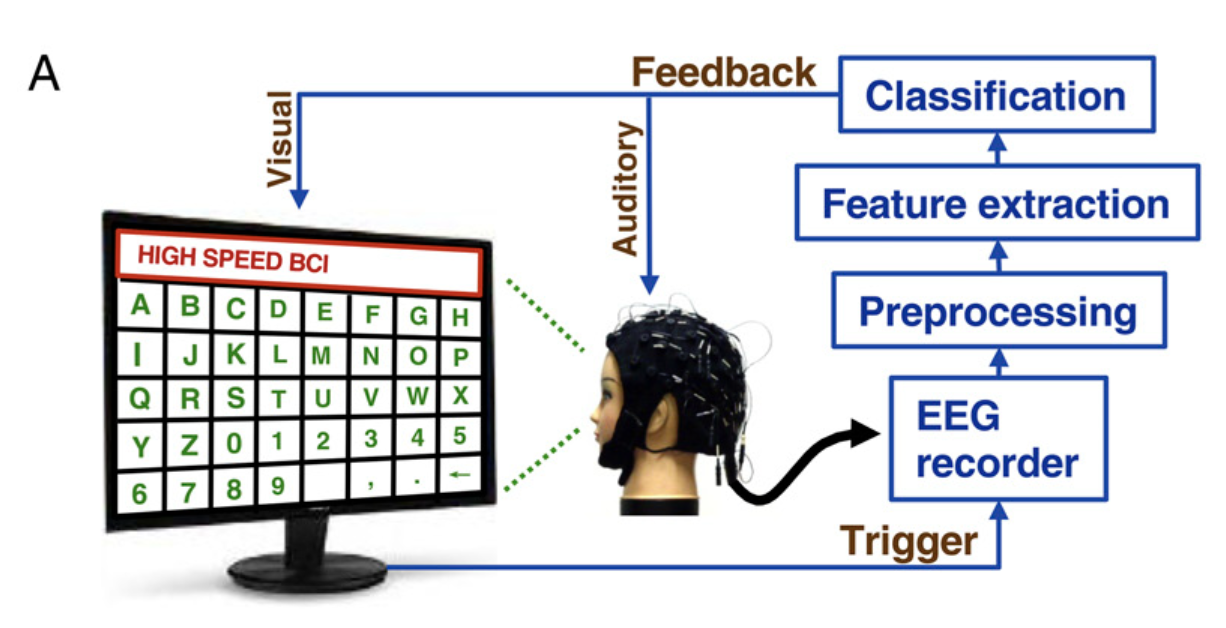 A
Feedback
Classification
Visual
Auditory
Feature extraction
HIGH SPEED BCI
A B C D E F G H
I J K L M N O P
Q R S T U V W X
Y Z 0 1 2 3 4 5
6 7 8 9 , . ←
Preprocessing
EEG
recorder
Trigger